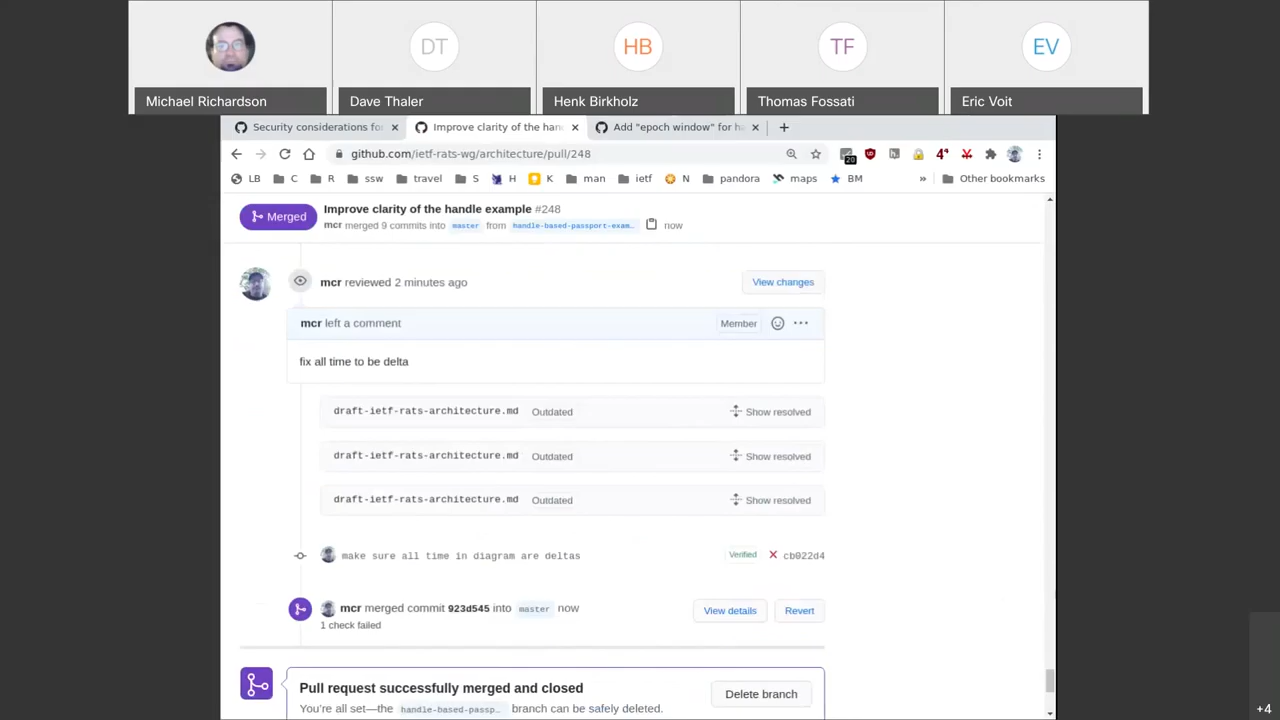 DT
HB
TF
EV
Michael Richardson
Dave Thaler
Henk Birkholz
Thomas Fossati
Eric Voit
Security considerations for
Improve clarity of the han
Add "epoch window" for ha
github.com/ietf-rats-wg/architecture/pull/248
20
LB
C
R
ssw
travel
S
H
K
man
ietf
N
pandora
maps
BM
»
Other bookmarks
Merged
Improve clarity of the handle example #248
mcr merged 9 commits into master from handle-based-passport-exam… now
mcr reviewed 2 minutes ago
View changes
mcr left a comment
Member
fix all time to be delta
draft-ietf-rats-architecture.md Outdated Show resolved
draft-ietf-rats-architecture.md Outdated Show resolved
draft-ietf-rats-architecture.md Outdated Show resolved
make sure all time in diagram are deltas Verified cb022d4
mcr merged commit 923d545 into master now
View details
Revert
1 check failed
Pull request successfully merged and closed
Delete branch
You're all set—the handle-based-passp… branch can be safely deleted.
+4